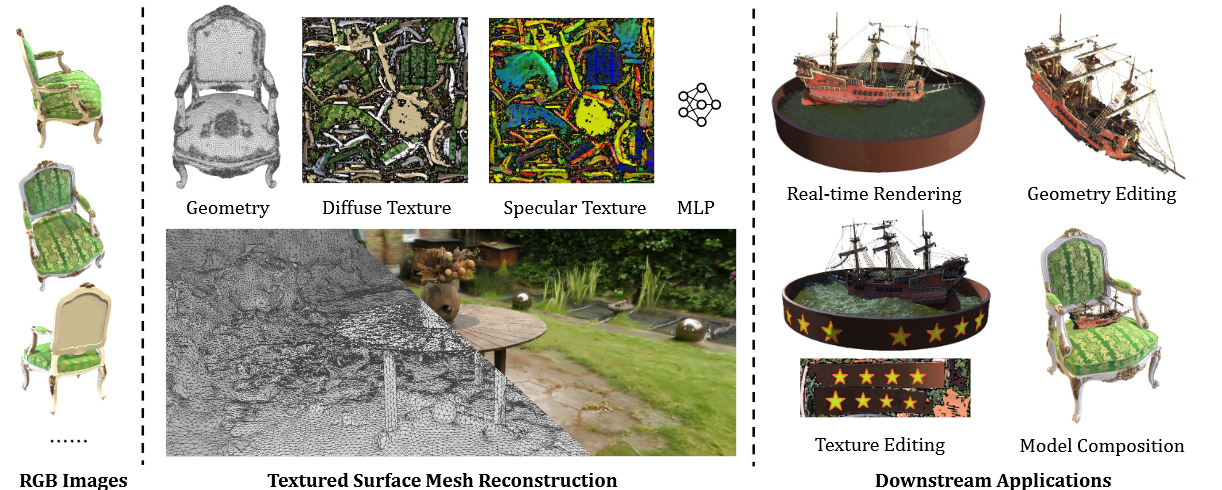 Geometry
Diffuse Texture
Specular Texture
MLP
Real-time Rendering
Geometry Editing
Texture Editing
Model Composition
......
RGB Images
Textured Surface Mesh Reconstruction
Downstream Applications